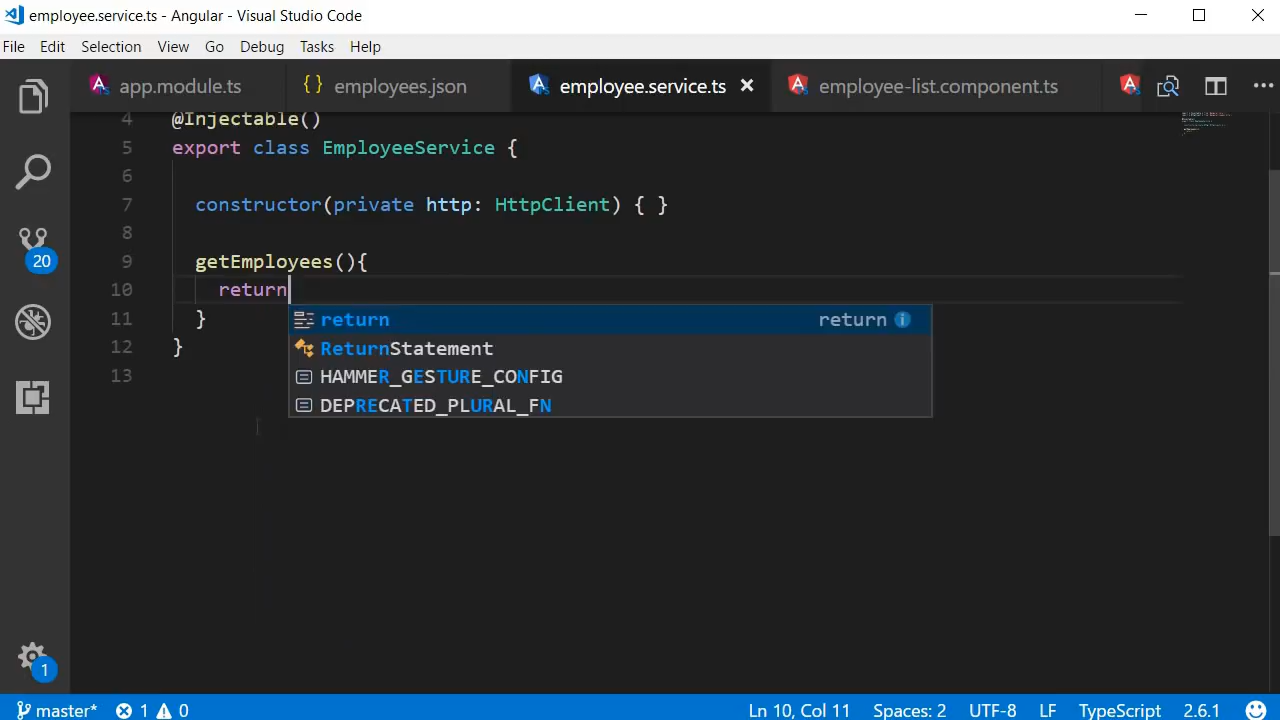 employee.service.ts - Angular - Visual Studio Code
File Edit Selection View Go Debug Tasks Help
app.module.ts { } employees.json employee.service.ts employee-list.component.ts
4 @Injectable()
5 export class EmployeeService {
6
7 constructor(private http: HttpClient) { }
8
9 getEmployees(){
10 return
return return
11 }
ReturnStatement
12 }
HAMMER_GESTURE_CONFIG
13
DEPRECATED_PLURAL_FN
20
1
master* 1 0 Ln 10, Col 11 Spaces: 2 UTF-8 LF TypeScript 2.6.1